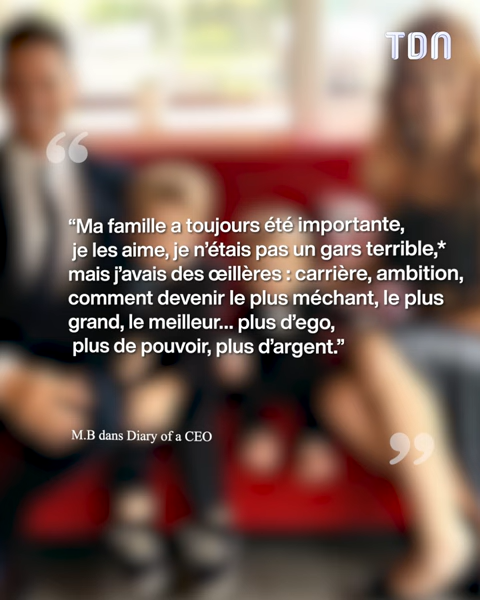 TDN
“
“Ma famille a toujours été importante,
je les aime, je n’étais pas un gars terrible,*
mais j’avais des œillères : carrière, ambition,
comment devenir le plus méchant, le plus
grand, le meilleur... plus d’ego,
plus de pouvoir, plus d’argent.”
M.B dans Diary of a CEO
”